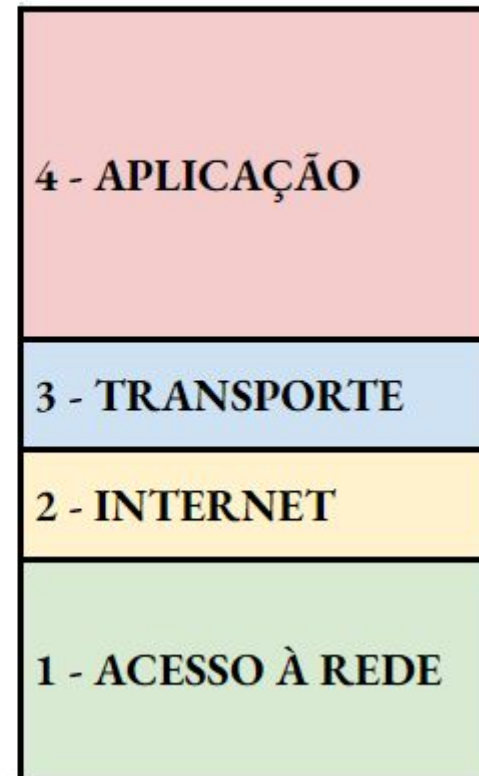 4 - APLICAÇÃO
3 - TRANSPORTE
2 - INTERNET
1 - ACESSO À REDE